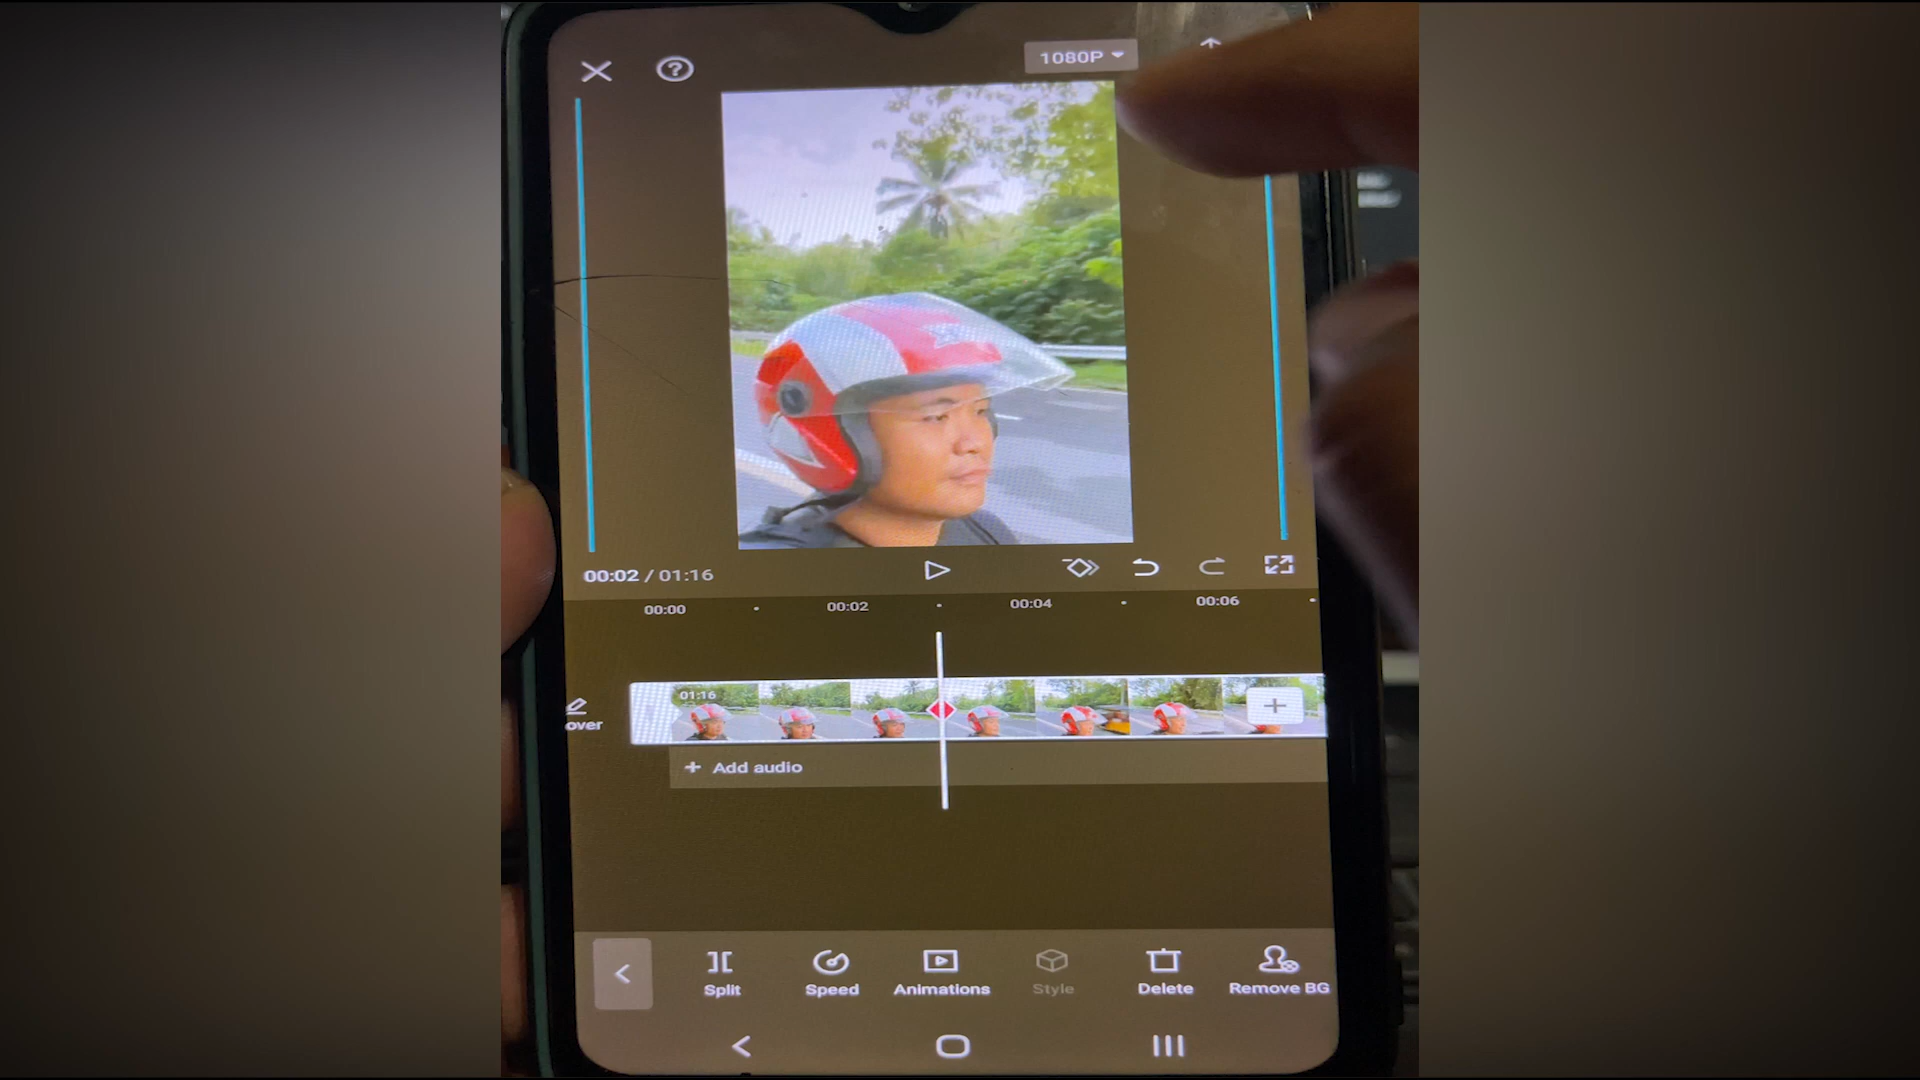 1080P
00:02 / 01:16
00:00
00:02
00:04
00:06
01:16
over
+ Add audio
Split
Speed
Animations
Style
Delete
Remove BG